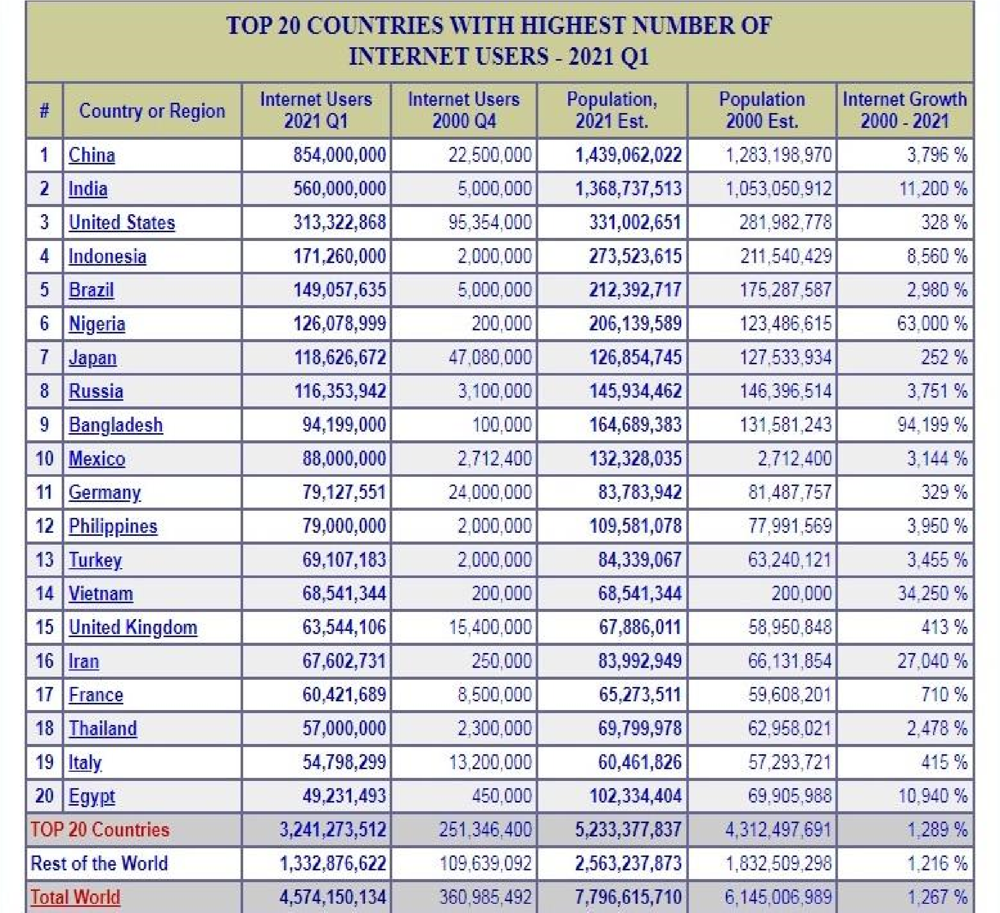 TOP 20 COUNTRIES WITH HIGHEST NUMBER OF
INTERNET USERS - 2021 Q1
# Country or Region Internet Users 2021 Q1 Internet Users 2000 Q4 Population, 2021 Est. Population 2000 Est. Internet Growth 2000 - 2021
1 China 854,000,000 22,500,000 1,439,062,022 1,283,198,970 3,796 %
2 India 560,000,000 5,000,000 1,368,737,513 1,053,050,912 11,200 %
3 United States 313,322,868 95,354,000 331,002,651 281,982,778 328 %
4 Indonesia 171,260,000 2,000,000 273,523,615 211,540,429 8,560 %
5 Brazil 149,057,635 5,000,000 212,392,717 175,287,587 2,980 %
6 Nigeria 126,078,999 200,000 206,139,589 123,486,615 63,000 %
7 Japan 118,626,672 47,080,000 126,854,745 127,533,934 252 %
8 Russia 116,353,942 3,100,000 145,934,462 146,396,514 3,751 %
9 Bangladesh 94,199,000 100,000 164,689,383 131,581,243 94,199 %
10 Mexico 88,000,000 2,712,400 132,328,035 2,712,400 3,144 %
11 Germany 79,127,551 24,000,000 83,783,942 81,487,757 329 %
12 Philippines 79,000,000 2,000,000 109,581,078 77,991,569 3,950 %
13 Turkey 69,107,183 2,000,000 84,339,067 63,240,121 3,455 %
14 Vietnam 68,541,344 200,000 68,541,344 200,000 34,250 %
15 United Kingdom 63,544,106 15,400,000 67,886,011 58,950,848 413 %
16 Iran 67,602,731 250,000 83,992,949 66,131,854 27,040 %
17 France 60,421,689 8,500,000 65,273,511 59,608,201 710 %
18 Thailand 57,000,000 2,300,000 69,799,978 62,958,021 2,478 %
19 Italy 54,798,299 13,200,000 60,461,826 57,293,721 415 %
20 Egypt 49,231,493 450,000 102,334,404 69,905,988 10,940 %
TOP 20 Countries 3,241,273,512 251,346,400 5,233,377,837 4,312,497,691 1,289 %
Rest of the World 1,332,876,622 109,639,092 2,563,237,873 1,832,509,298 1,216 %
Total World 4,574,150,134 360,985,492 7,796,615,710 6,145,006,989 1,267 %